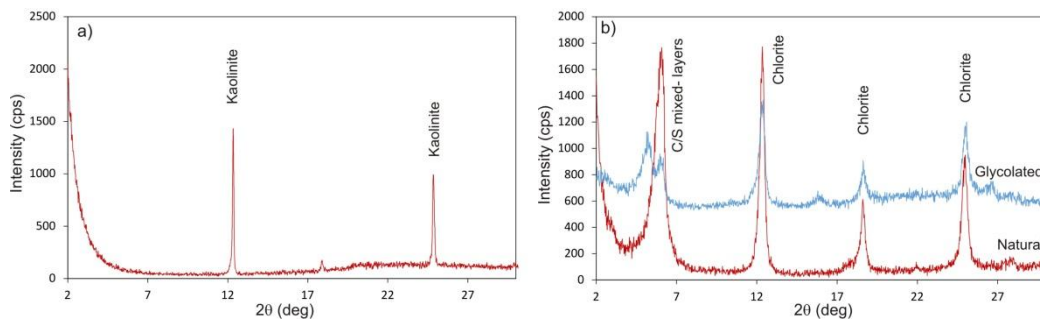 a)
2500
2000
1500
1000
500
0
Intensity (cps)
Kaolinite
Kaolinite
2 7 12 17 22 27
2θ (deg)
b)
2000
1800
1600
1400
1200
1000
800
600
400
200
0
Intensity (cps)
C/S mixed- layers
Chlorite
Chlorite
Chlorite
Glycolated
Natural
2 7 12 17 22 27
2θ (deg)